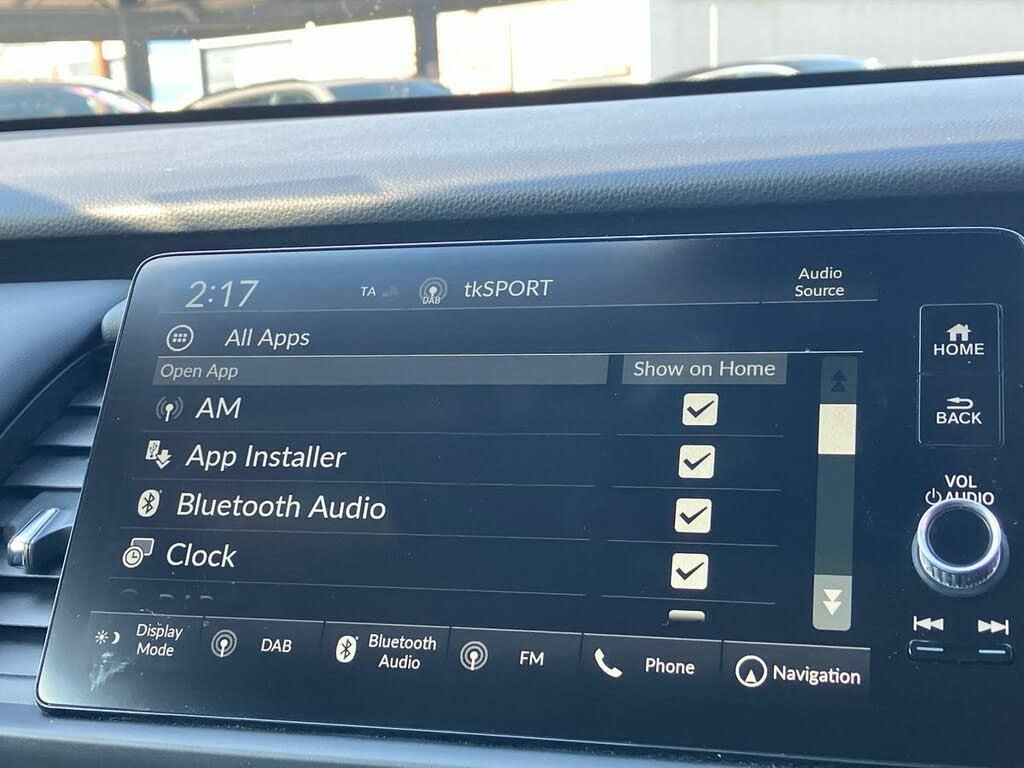 2:17 TA DAB tkSPORT Audio
Source
All Apps
Open App Show on Home
AM
App Installer
Bluetooth Audio
Clock
Display
Mode
DAB
Bluetooth
Audio
FM
Phone
Navigation
HOME
BACK
VOL
AUDIO